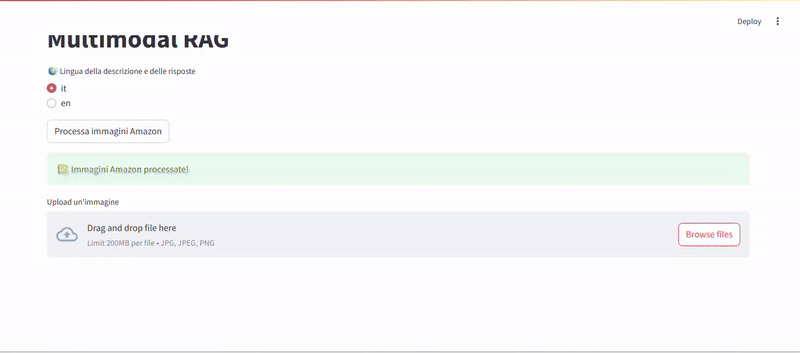 Deploy
Multimodal RAG
Lingua della descrizione e delle risposte
it
en
Processa immagini Amazon
Immagini Amazon processate!
Upload un'immagine
Drag and drop file here
Limit 200MB per file • JPG, JPEG, PNG
Browse files